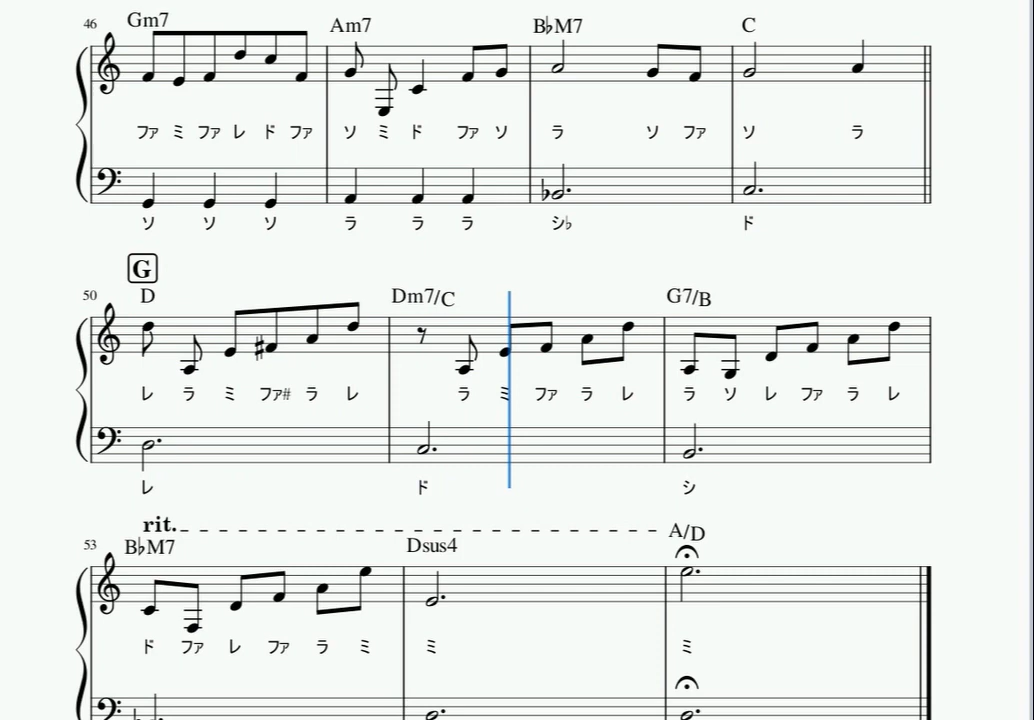 46 Gm7 Am7 B♭M7 C
ファ ミ ファ レ ド ファ ソ ミ ド ファ ソ ラ ソ ファ ソ ラ
ソ ソ ソ ラ ラ ラ シ♭ ド
G
50 D Dm7/C G7/B
レ ラ ミ ファ# ラ レ ラ ミ ファ ラ レ ラ ソ レ ファ ラ レ
レ ド シ
rit.
53 B♭M7 Dsus4 A/D
ド ファ レ ファ ラ ミ ミ ミ